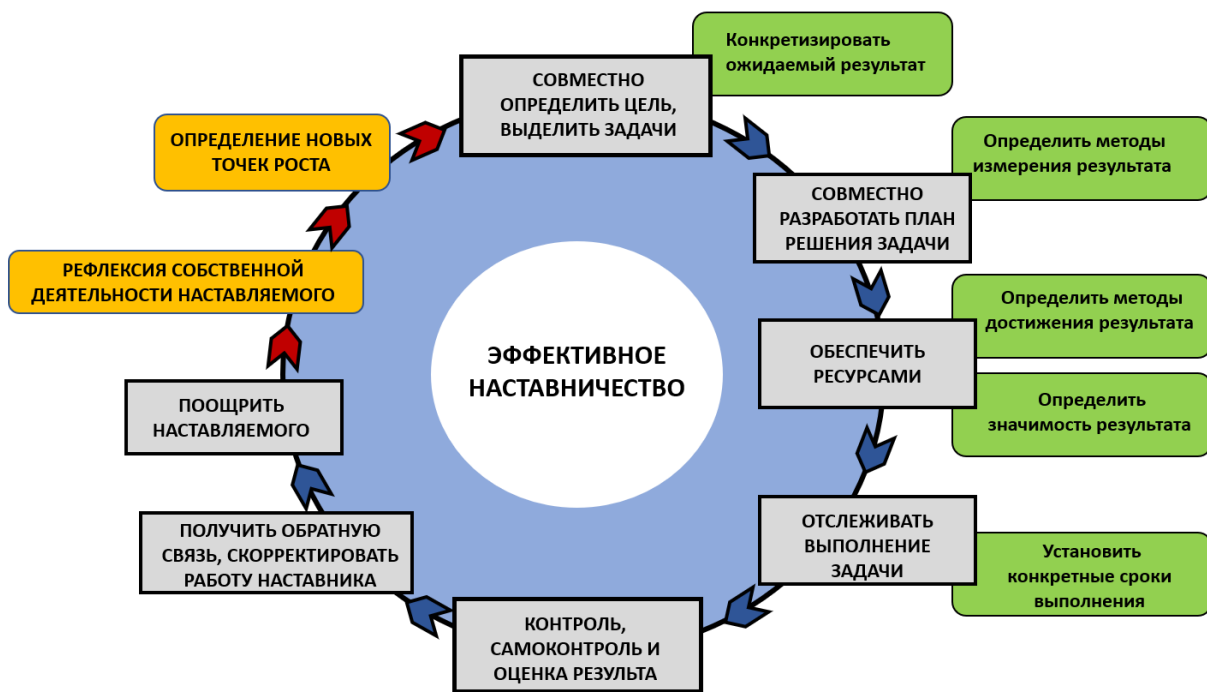 Конкретизировать
ожидаемый результат
СОВМЕСТНО
ОПРЕДЕЛИТЬ ЦЕЛЬ,
ВЫДЕЛИТЬ ЗАДАЧИ
ОПРЕДЕЛЕНИЕ НОВЫХ
ТОЧЕК РОСТА
Определить методы
измерения результата
СОВМЕСТНО
РАЗРАБОТАТЬ ПЛАН
РЕШЕНИЯ ЗАДАЧИ
РЕФЛЕКСИЯ СОБСТВЕННОЙ
ДЕЯТЕЛЬНОСТИ НАСТАВЛЯЕМОГО
Определить методы
достижения результата
ОБЕСПЕЧИТЬ
РЕСУРСАМИ
ЭФФЕКТИВНОЕ
НАСТАВНИЧЕСТВО
Определить
значимость результата
ПООЩРИТЬ
НАСТАВЛЯЕМОГО
ОТСЛЕЖИВАТЬ
ВЫПОЛНЕНИЕ
ЗАДАЧИ
Установить
конкретные сроки
выполнения
ПОЛУЧИТЬ ОБРАТНУЮ
СВЯЗЬ, СКОРРЕКТИРОВАТЬ
РАБОТУ НАСТАВНИКА
КОНТРОЛЬ,
САМОКОНТРОЛЬ И
ОЦЕНКА РЕЗУЛЬТА